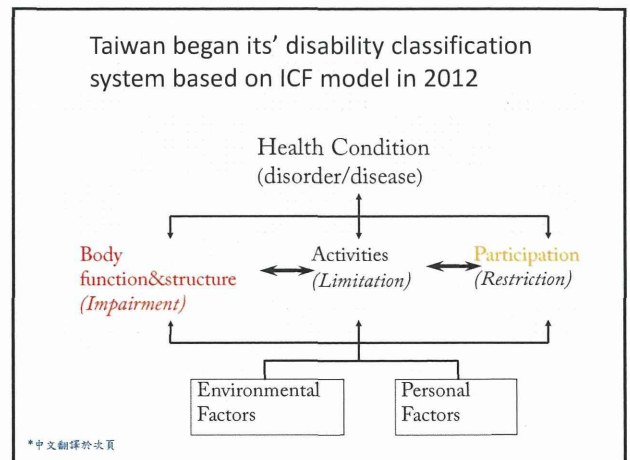 Taiwan began its' disability classification
system based on ICF model in 2012
Health Condition
(disorder/disease)
Body
function&structure
(Impairment)
Activities
(Limitation)
Participation
(Restriction)
Environmental
Factors
Personal
Factors
*中文翻譯於次頁